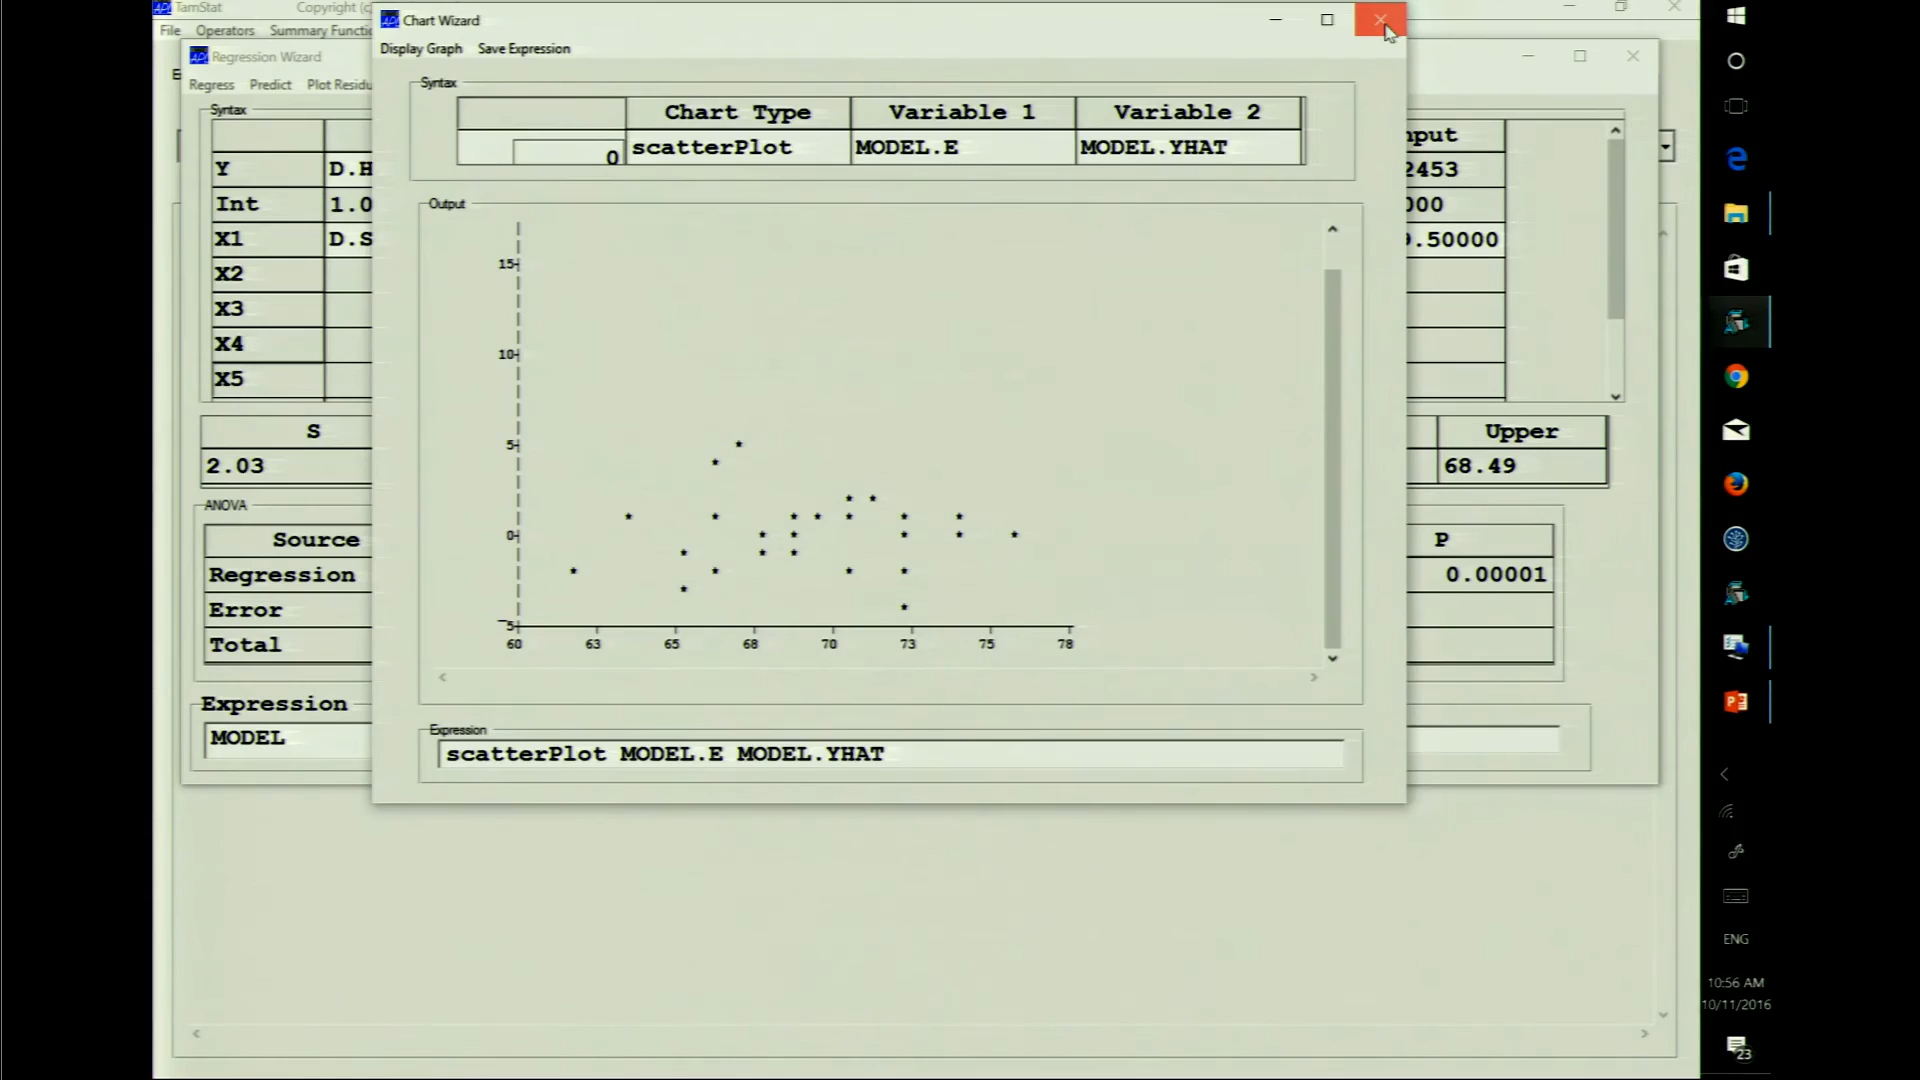 TamStat Copyright (c
File Operators Summary Functi
Regression Wizard
Regress Predict Plot Residu
Syntax
Y D.H
Int 1.0
X1 D.S
X2
X3
X4
X5
S
2.03
ANOVA
Source
Regression
Error
Total
Expression
MODEL
Chart Wizard
Display Graph Save Expression
Syntax
Chart Type Variable 1 Variable 2
0 scatterPlot MODEL.E MODEL.YHAT
Output
15
10
5
0
¯5
60 63 65 68 70 73 75 78
Expression
scatterPlot MODEL.E MODEL.YHAT
nput
2453
000
9.50000
Upper
68.49
P
0.00001
ENG
10:56 AM
10/11/2016
23